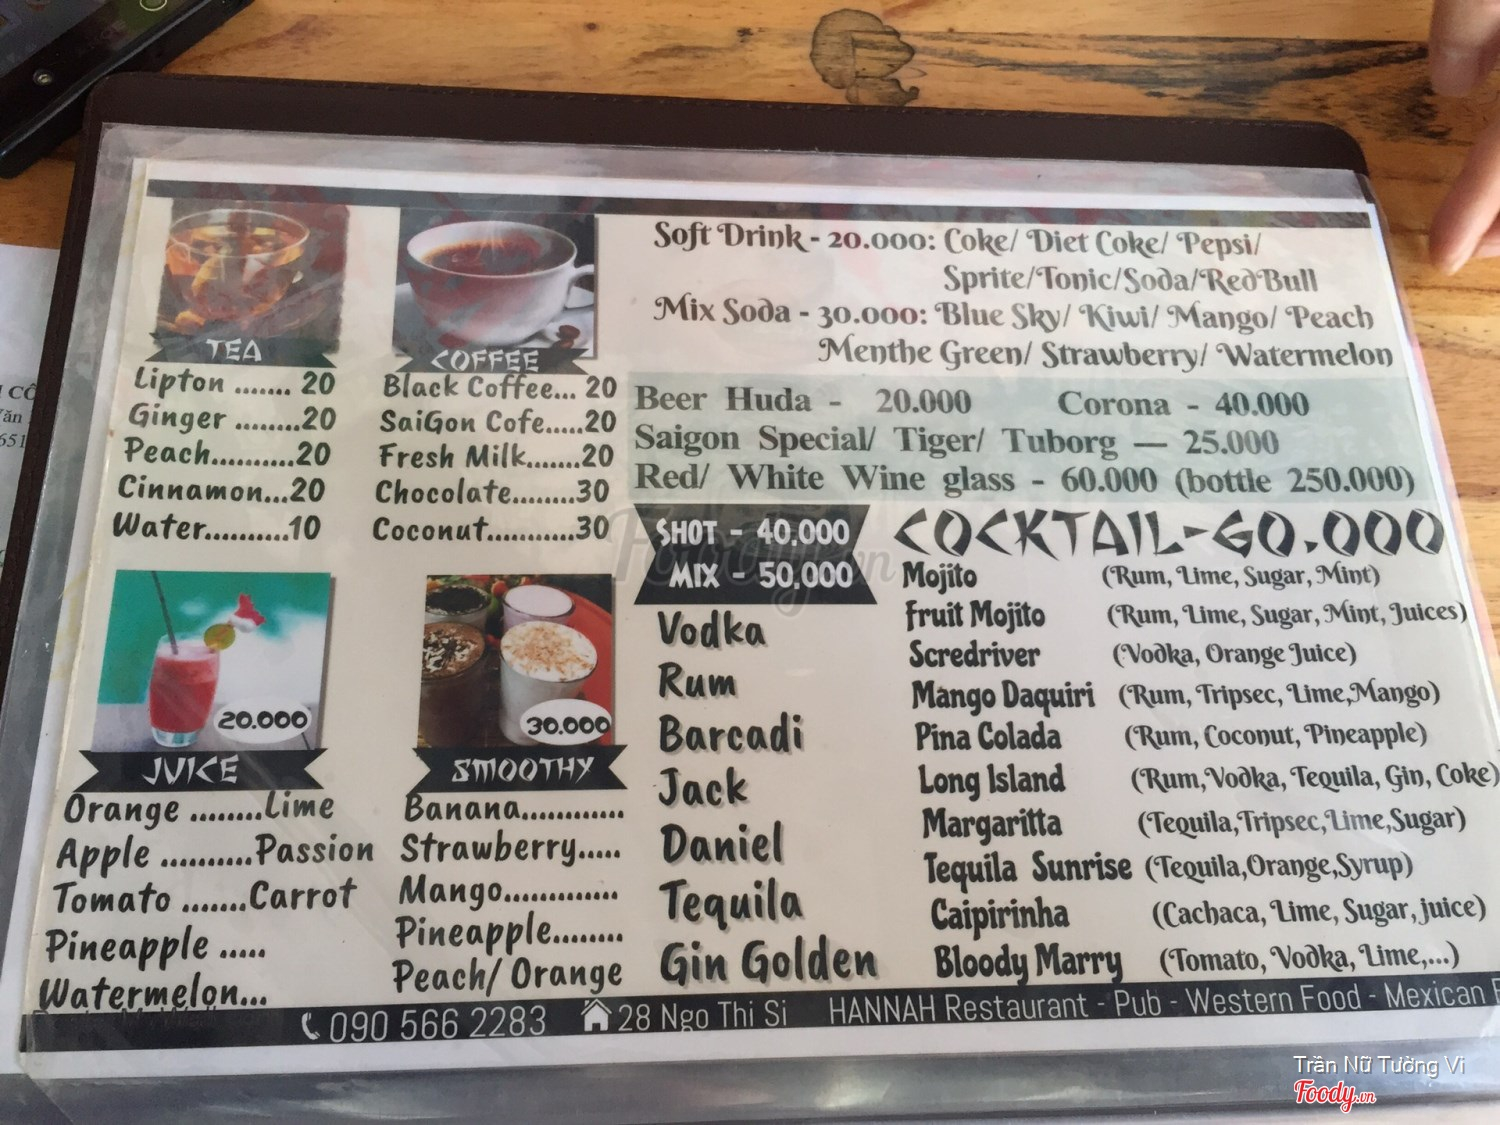 TEA
Lipton ....... 20
Ginger ........20
Peach..........20
Cinnamon...20
Water..........10
COFFEE
Black Coffee... 20
SaiGon Cofe.....20
Fresh Milk.......20
Chocolate........30
Coconut...........30
20.000
JUICE
Orange ........Lime
Apple ..........Passion
Tomato .......Carrot
Pineapple .....
Watermelon...
30.000
SMOOTHY
Banana............
Strawberry.....
Mango.............
Pineapple........
Peach/ Orange
Soft Drink - 20.000: Coke/ Diet Coke/ Pepsi/
Sprite/Tonic/Soda/RedBull
Mix Soda - 30.000: Blue Sky/ Kiwi/ Mango/ Peach
Menthe Green/ Strawberry/ Watermelon
Beer Huda - 20.000 Corona - 40.000
Saigon Special/ Tiger/ Tuborg — 25.000
Red/ White Wine glass - 60.000 (bottle 250.000)
SHOT - 40,000
MIX - 50,000
Vodka
Rum
Barcadi
Jack
Daniel
Tequila
Gin Golden
COCKTAIL-60.000
Mojito (Rum, Lime, Sugar, Mint)
Fruit Mojito (Rum, Lime, Sugar, Mint, Juices)
Scredriver (Vodka, Orange Juice)
Mango Daquiri (Rum, Tripsec, Lime,Mango)
Pina Colada (Rum, Coconut, Pineapple)
Long Island (Rum,Vodka, Tequila, Gin, Coke)
Margaritta (Tequila,Tripsec,Lime,Sugar)
Tequila Sunrise (Tequila,Orange,Syrup)
Caipirinha (Cachaca, Lime, Sugar, juice)
Bloody Marry (Tomato, Vodka, Lime,...)
090 566 2283 28 Ngo Thi Si HANNAH Restaurant - Pub - Western Food - Mexican
Trần Nữ Tường Vi
Foody.vn